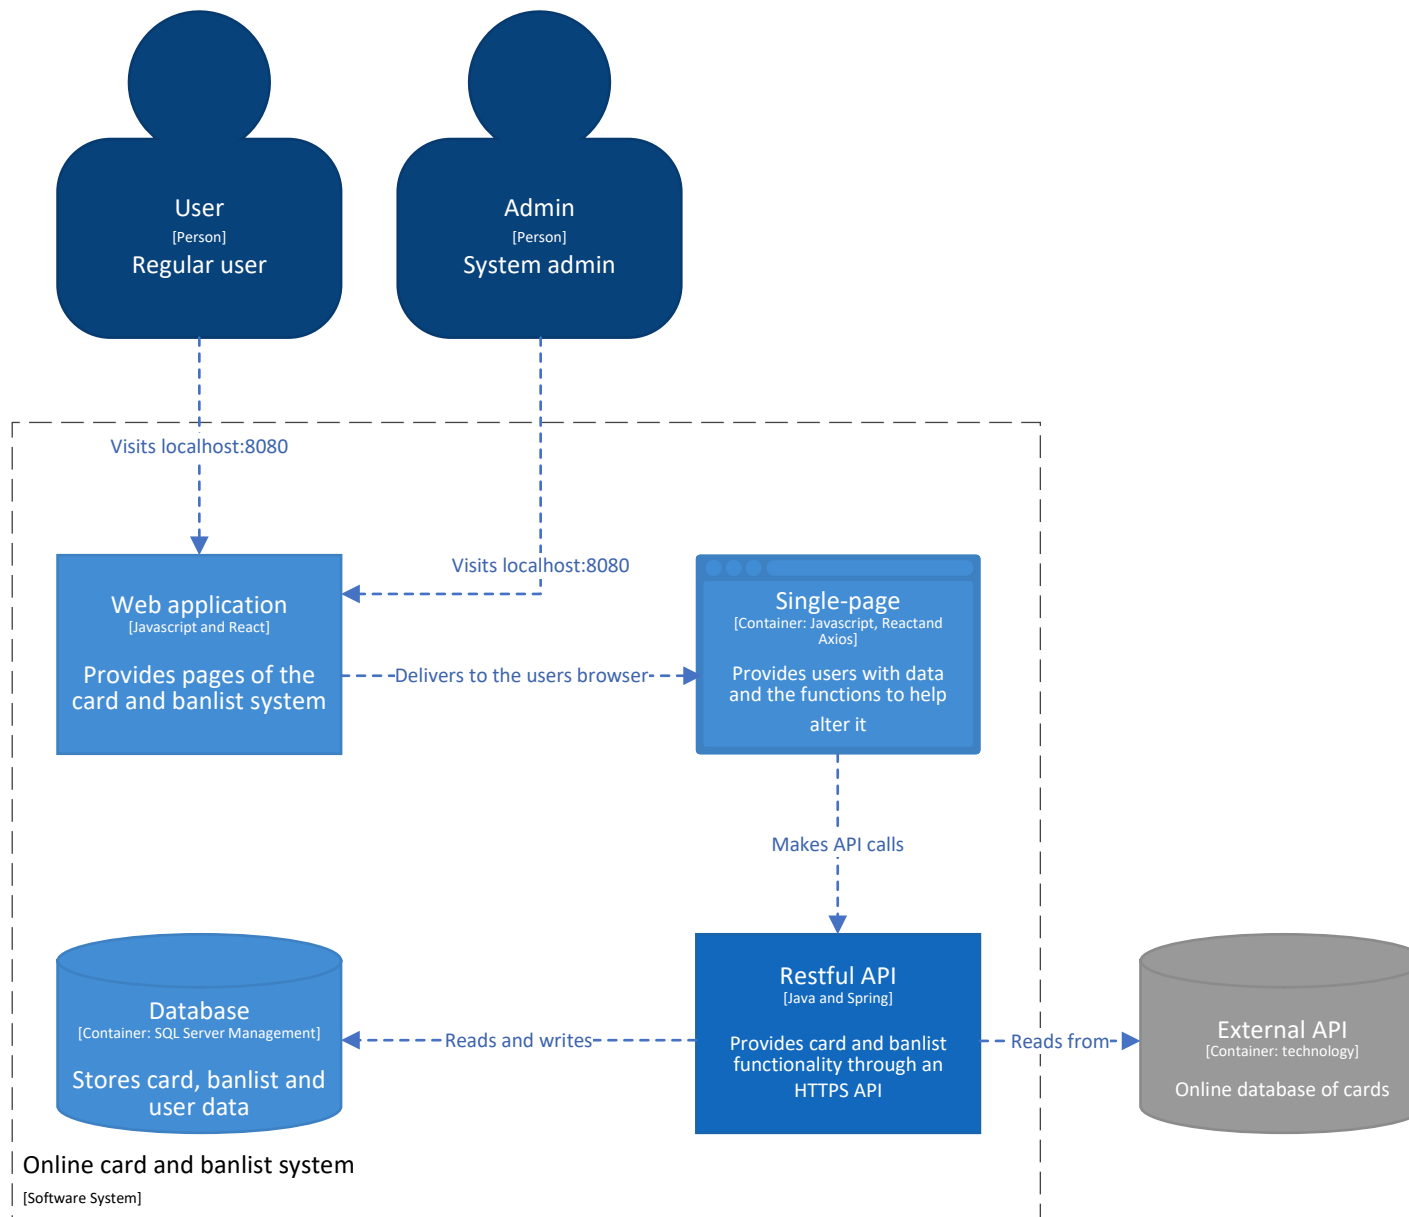 User
[Person]
Regular user
Admin
[Person]
System admin
Visits localhost:8080
Visits localhost:8080
Web application
[Javascript and React]
Provides pages of the
card and banlist system
Delivers to the users browser
Single-page
[Container: Javascript, Reactand
Axios]
Provides users with data
and the functions to help
alter it
Makes API calls
Database
[Container: SQL Server Management]
Stores card, banlist and
user data
Reads and writes
Restful API
[Java and Spring]
Provides card and banlist
functionality through an
HTTPS API
Reads from
External API
[Container: technology]
Online database of cards
Online card and banlist system
[Software System]